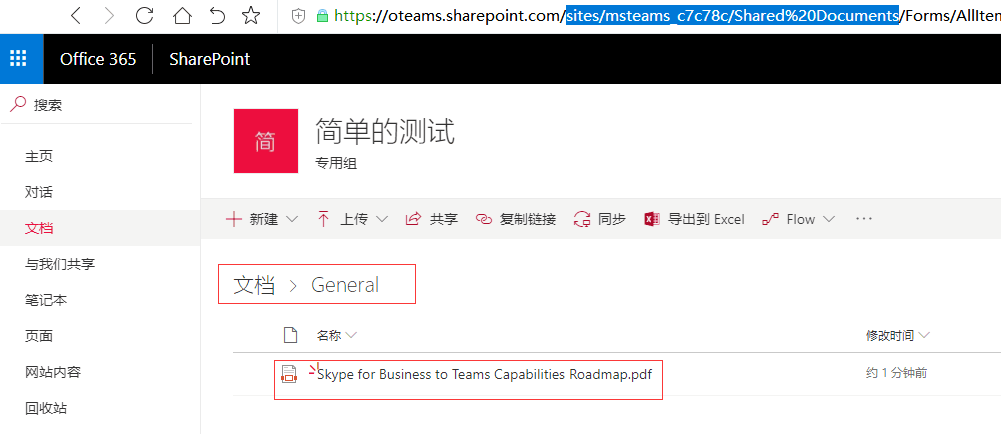 https://oteams.sharepoint.com/sites/msteams_c7c78c/Shared%20Documents/Forms/AllItem
Office 365 SharePoint
搜索
简
简单的测试
专用组
主页
对话
文档
与我们共享
笔记本
页面
网站内容
回收站
新建 上传 共享 复制链接 同步 导出到 Excel Flow ···
文档 > General
名称 修改时间
Skype for Business to Teams Capabilities Roadmap.pdf 约 1 分钟前